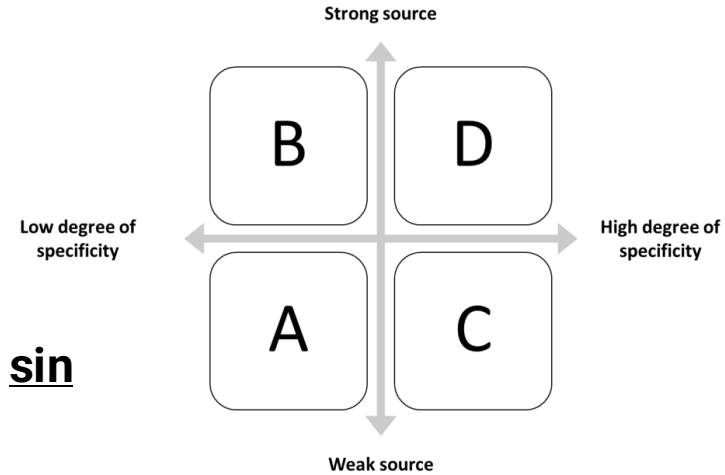 Strong source
B
D
Low degree of
specificity
High degree of
specificity
A
C
sin
Weak source